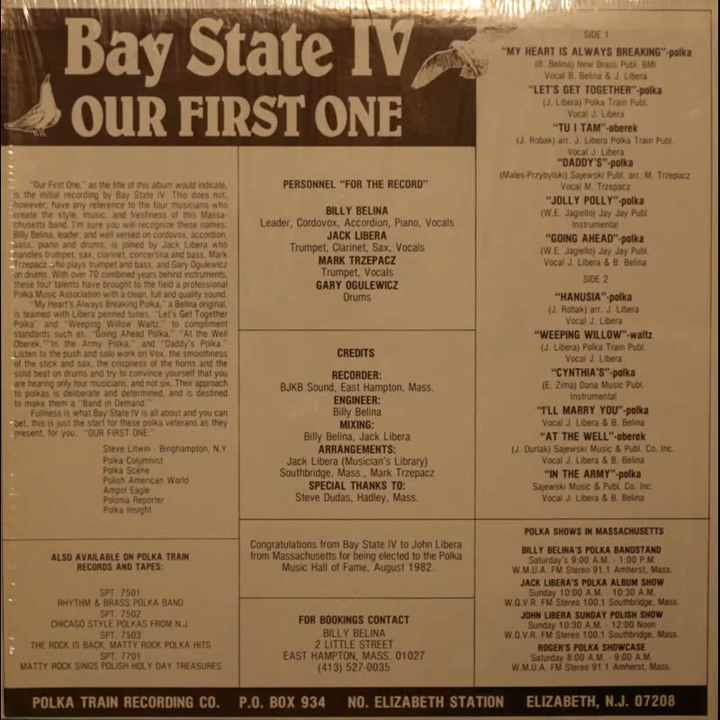 Bay State IV
OUR FIRST ONE
"Our First One," as the title of this album would indicate,
is the initial recording by Bay State IV. This does not,
however, have any reference to the four musicians who
create the style, music, and freshness of this Massa-
chusetts band. I'm sure you will recognize these names.
Billy Belina, leader, and well versed on cordovox, accordion,
bass, piano and drums, is joined by Jack Libera who
handles trumpet, sax, clarinet, concertina and bass, Mark
Trzepacz who plays trumpet and bass, and Gary Ogulewicz
on drums. With over 70 combined years behind instruments,
these four talents have brought to the field a professional
Polka Music Association with a clean, full and quality sound.
"My Heart's Always Breaking Polka," a Belina original,
is teamed with Libera penned tunes, "Let's Get Together
Polka" and "Weeping Willow Waltz," to compliment
standards such as, "Going Ahead Polka," "At the Well
Oberek," "In the Army Polka," and "Daddy's Polka."
Listen to the push and solo work on Vox, the smoothness
of the stick and sax, the crispness of the horns and the
solid beat on drums and try to convince yourself that you
are hearing only four musicians, and not six. Their approach
to polkas is deliberate and determined, and is destined
to make them a "Band in Demand."
Fullness is what Bay State IV is all about and you can
bet, this is just the start for these polka veterans as they
present, for you, "OUR FIRST ONE."
Steve Litwin - Binghampton, N.Y.
Polka Columnist
Polka Scene
Polish American World
Ampol Eagle
Polonia Reporter
Polka Insight
ALSO AVAILABLE ON POLKA TRAIN
RECORDS AND TAPES:
SPT. 7501
RHYTHM & BRASS POLKA BAND
SPT. 7502
CHICAGO STYLE POLKAS FROM N.J
SPT. 7503
THE ROCK IS BACK, MATTY ROCK POLKA HITS
SPT. 7701
MATTY ROCK SINGS POLISH HOLY DAY TREASURES
PERSONNEL "FOR THE RECORD"
BILLY BELINA
Leader, Cordovox, Accordion, Piano, Vocals
JACK LIBERA
Trumpet, Clarinet, Sax, Vocals
MARK TRZEPACZ
Trumpet, Vocals
GARY OGULEWICZ
Drums
CREDITS
RECORDER:
BJKB Sound, East Hampton, Mass.
ENGINEER:
Billy Belina
MIXING:
Billy Belina, Jack Libera
ARRANGEMENTS:
Jack Libera (Musician's Library)
Southbridge, Mass., Mark Trzepacz
SPECIAL THANKS TO:
Steve Dudas, Hadley, Mass.
Congratulations from Bay State IV to John Libera
from Massachusetts for being elected to the Polka
Music Hall of Fame, August 1982.
FOR BOOKINGS CONTACT
BILLY BELINA
2 LITTLE STREET
EAST HAMPTON, MASS. 01027
(413) 527-0035
SIDE 1
"MY HEART IS ALWAYS BREAKING"-polka
(B. Belina) New Brass Publ. BMI
Vocal B. Belina & J. Libera
"LET'S GET TOGETHER"-polka
(J. Libera) Polka Train Publ.
Vocal J. Libera
"TU I TAM"-oberek
(J. Robak) arr. J. Libera Polka Train Publ.
Vocal J. Libera
"DADDY'S"-polka
(Males-Przybylski) Sajewski Publ. arr. M. Trzepacz
Vocal M. Trzepacz
"JOLLY POLLY"-polka
(W.E. Jagiello) Jay Jay Publ.
Instrumental
"GOING AHEAD"-polka
(W.E. Jagiello) Jay Jay Publ.
Vocal J. Libera & B. Belina
SIDE 2
"HANUSIA"-polka
(J. Robak) arr. J. Libera
Vocal J. Libera
"WEEPING WILLOW"-waltz
(J. Libera) Polka Train Publ.
Vocal J. Libera
"CYNTHIA'S"-polka
(E. Zima) Dana Music Publ.
Instrumental
"I'LL MARRY YOU"-polka
Vocal J. Libera & B. Belina
"AT THE WELL"-oberek
(J. Durlak) Sajewski Music & Publ. Co. Inc.
Vocal J. Libera & B. Belina
"IN THE ARMY"-polka
Sajewski Music & Publ. Co. Inc.
Vocal J. Libera & B. Belina
POLKA SHOWS IN MASSACHUSETTS
BILLY BELINA'S POLKA BANDSTAND
Saturday's 9:00 A.M. - 1:00 P.M.
W.M.U.A. FM Stereo 91.1 Amherst, Mass.
JACK LIBERA'S POLKA ALBUM SHOW
Sunday 10:00 A.M. - 10:30 A.M.
W.Q.V.R. FM Stereo 100.1 Southbridge, Mass.
JOHN LIBERA SUNDAY POLISH SHOW
Sunday 10:30 A.M. - 12:00 Noon
W.Q.V.R. FM Stereo 100.1 Southbridge, Mass.
ROGER'S POLKA SHOWCASE
Saturday 8:00 A.M. - 9:00 A.M.
W.M.U.A. FM Stereo 91.1 Amherst, Mass.
POLKA TRAIN RECORDING CO. P.O. BOX 934 NO. ELIZABETH STATION ELIZABETH, N.J. 07208